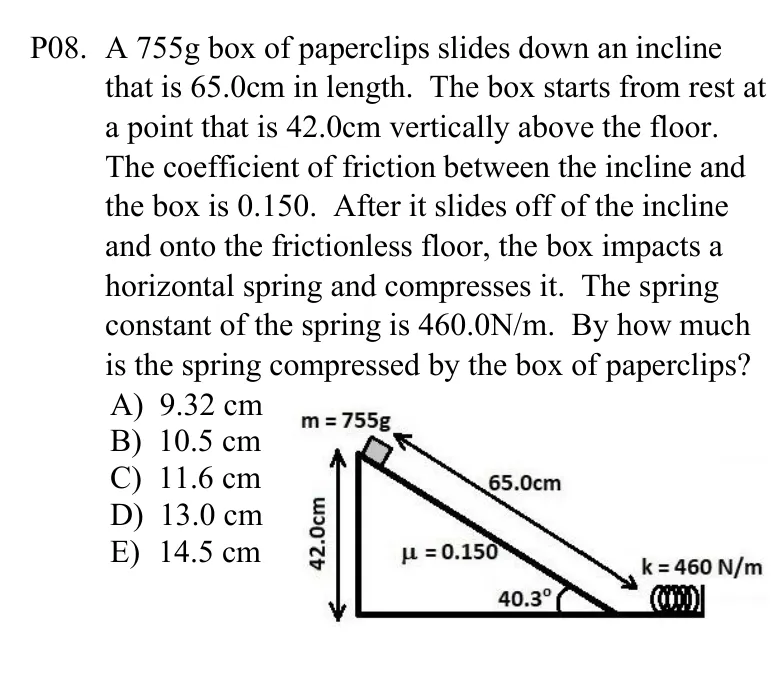 P08. A 755g box of paperclips slides down an incline
that is 65.0cm in length. The box starts from rest at
a point that is 42.0cm vertically above the floor.
The coefficient of friction between the incline and
the box is 0.150. After it slides off of the incline
and onto the frictionless floor, the box impacts a
horizontal spring and compresses it. The spring
constant of the spring is 460.0N/m. By how much
is the spring compressed by the box of paperclips?
A) 9.32 cm
B) 10.5 cm
C) 11.6 cm
D) 13.0 cm
E) 14.5 cm
m = 755g
65.0cm
42.0cm
μ = 0.150
k = 460 N/m
40.3°